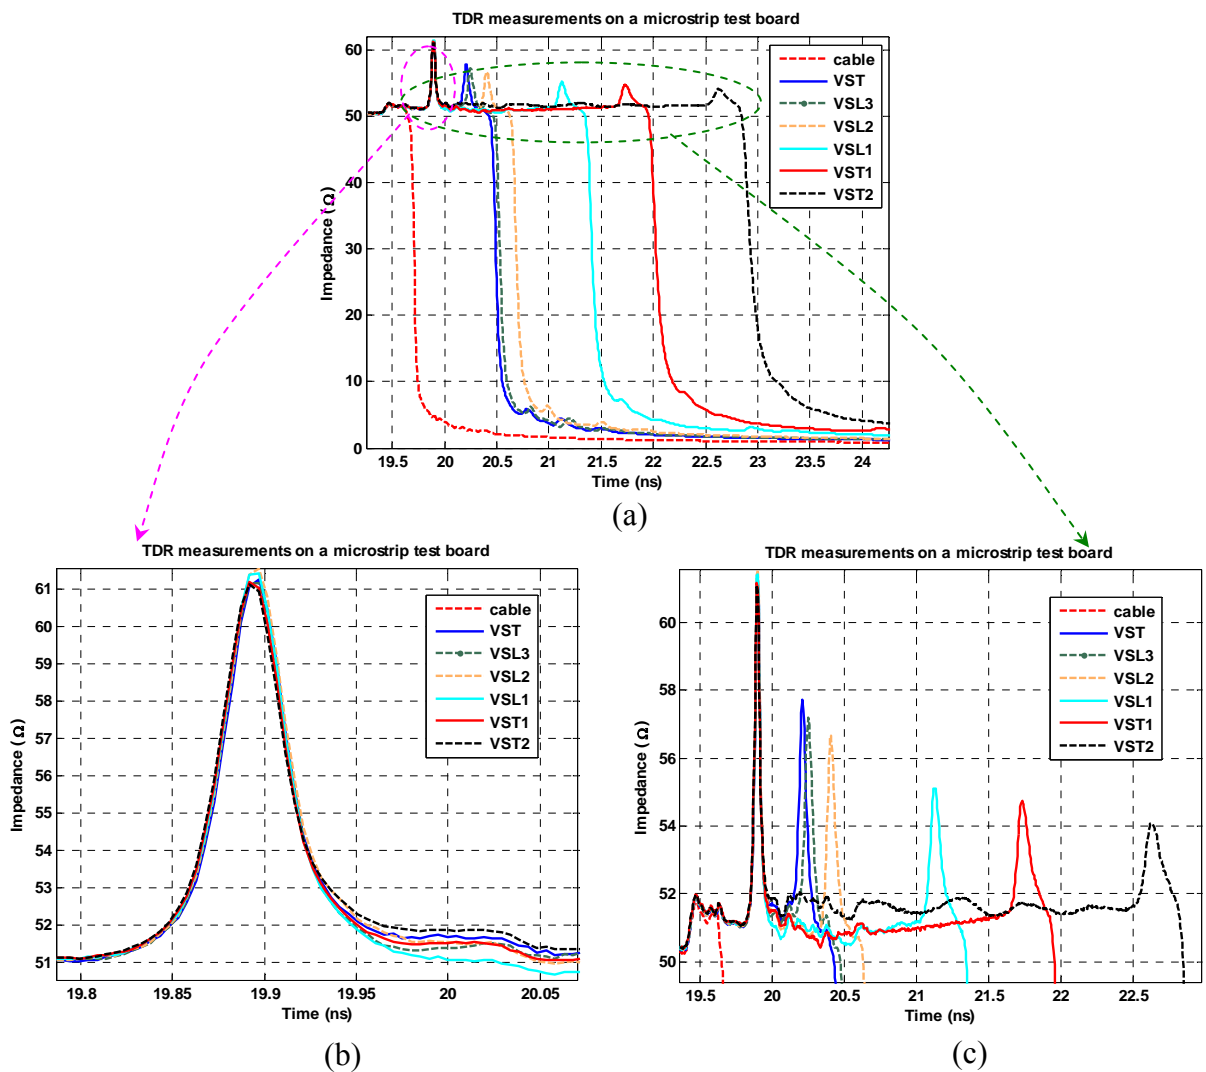 TDR measurements on a microstrip test board
60
50
40
30
20
10
0
Impedance (Ω)
19.5 20 20.5 21 21.5 22 22.5 23 23.5 24
Time (ns)
cable
VST
VSL3
VSL2
VSL1
VST1
VST2
(a)
TDR measurements on a microstrip test board
61
60
59
58
57
56
55
54
53
52
51
Impedance (Ω)
19.8 19.85 19.9 19.95 20 20.05
Time (ns)
cable
VST
VSL3
VSL2
VSL1
VST1
VST2
(b)
TDR measurements on a microstrip test board
60
58
56
54
52
50
Impedance (Ω)
19.5 20 20.5 21 21.5 22 22.5
Time (ns)
cable
VST
VSL3
VSL2
VSL1
VST1
VST2
(c)